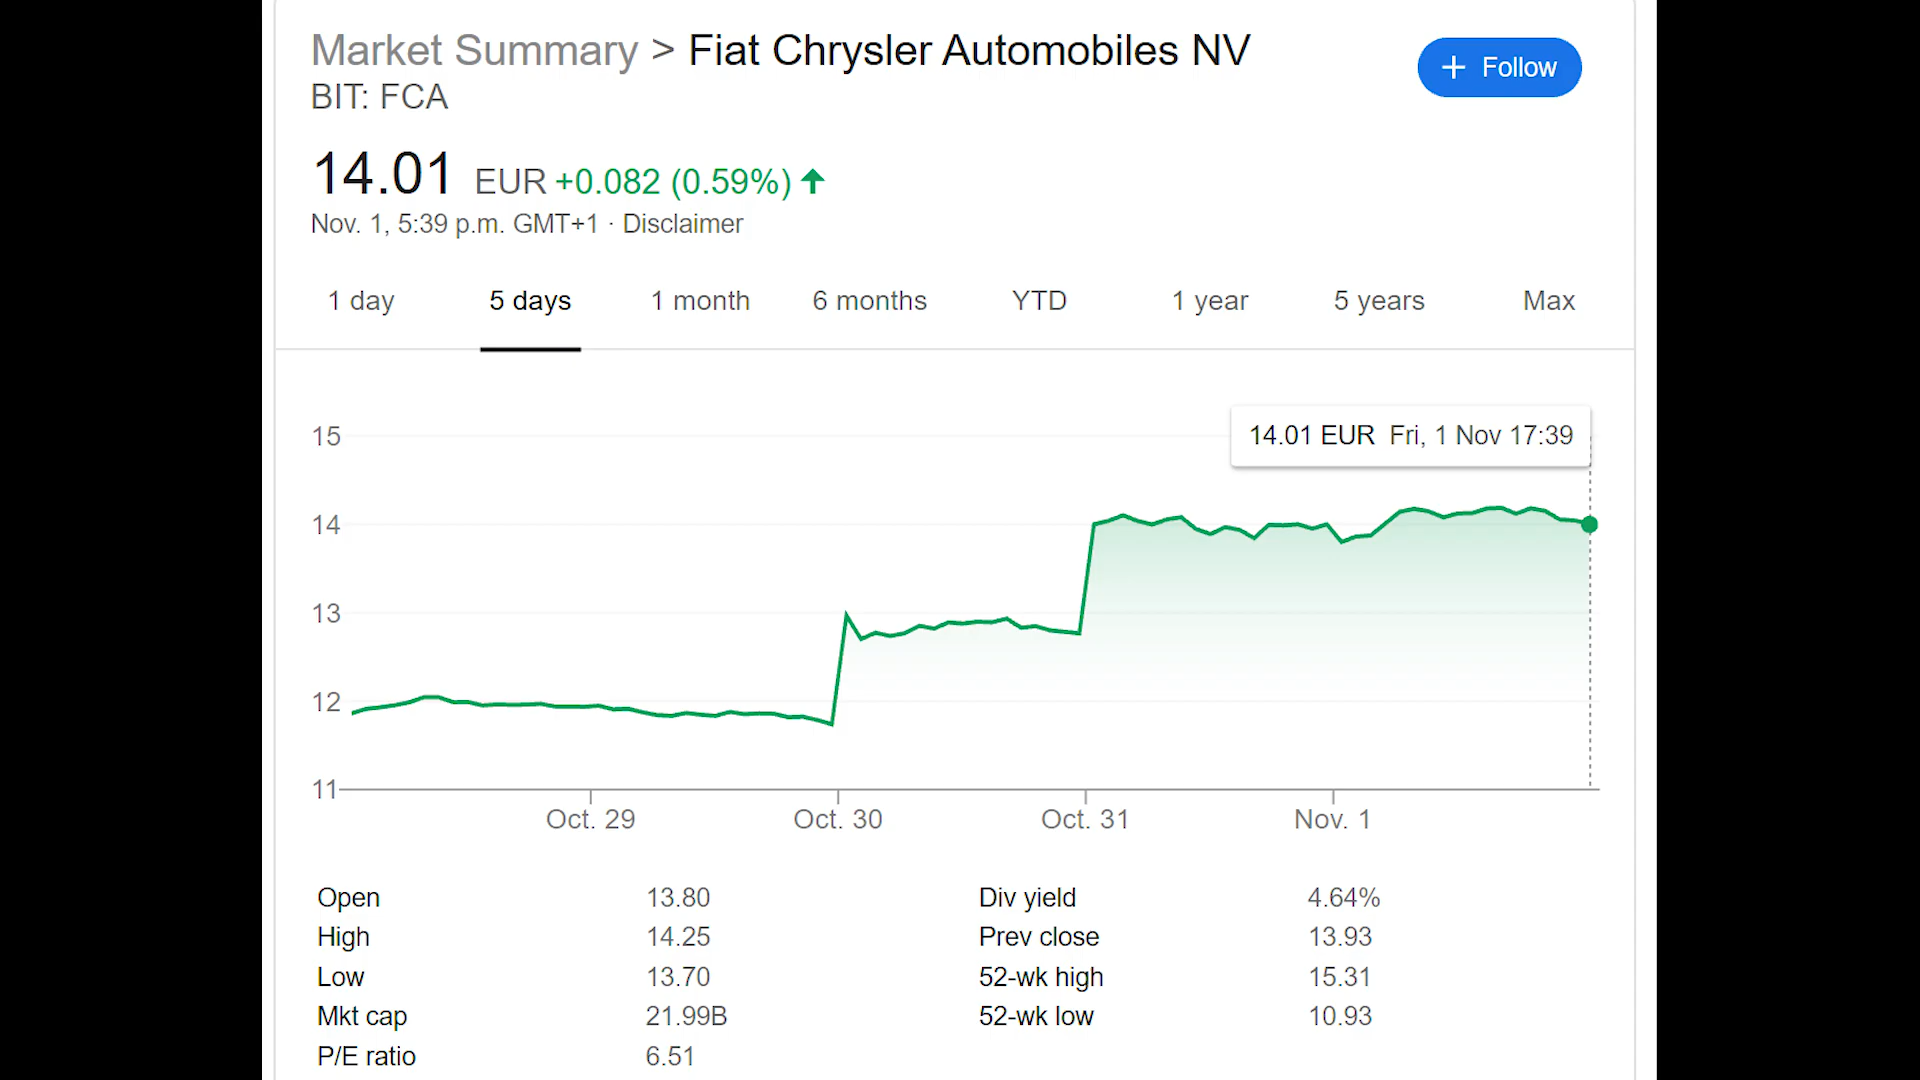 Market Summary > Fiat Chrysler Automobiles NV
BIT: FCA
+ Follow
14.01 EUR +0.082 (0.59%)
Nov. 1, 5:39 p.m. GMT+1 · Disclaimer
1 day 5 days 1 month 6 months YTD 1 year 5 years Max
14.01 EUR Fri, 1 Nov 17:39
15
14
13
12
11
Oct. 29 Oct. 30 Oct. 31 Nov. 1
Open 13.80 Div yield 4.64%
High 14.25 Prev close 13.93
Low 13.70 52-wk high 15.31
Mkt cap 21.99B 52-wk low 10.93
P/E ratio 6.51